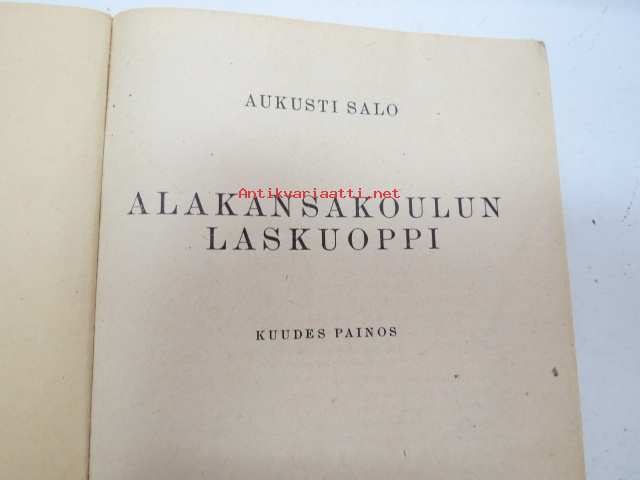 AUKUSTI SALO
Antikvariaatti.net
ALAKANSAKOULUN
LASKUOPPI
KUUDES PAINOS